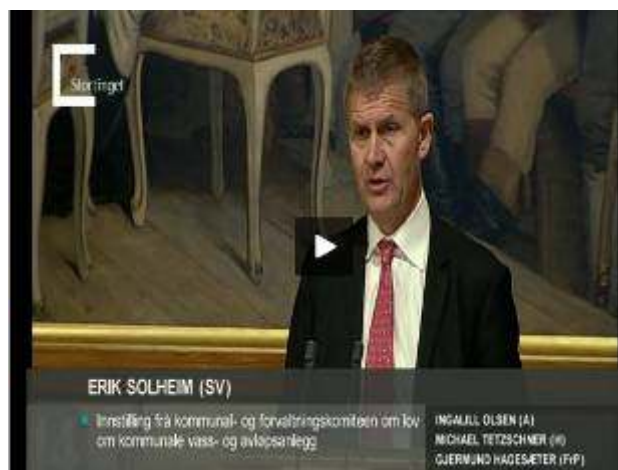 Stortinget
ERIK SOLHEIM (SV)
Innstilling frå kommunal- og forvaltningskomiteen om lov
om kommunale vass- og avløpsanlegg
INGALILL OLSEN (A)
MICHAEL TETZSCHNER (H)
GJERMUND HAGESÆTER (FrP)